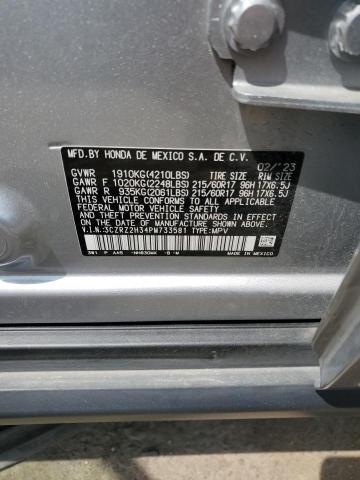 MFD. BY HONDA DE MEXICO S.A. DE C.V.
02/'23
GVWR 1910KG(4210LBS) TIRE SIZE RIM SIZE
GAWR F 1020KG(2248LBS) 215/60R17 96H 17X6.5J
GAWR R 935KG(2061LBS) 215/60R17 96H 17X6.5J
THIS VEHICLE CONFORMS TO ALL APPLICABLE
FEDERAL MOTOR VEHICLE SAFETY
STANDARDS IN EFFECT ON THE DATE OF
MANUFACTURE SHOWN ABOVE.
V.I.N.:3CZRZ2H34PM733581 TYPE:MPV
3W1 P AAS -NH830MX -B -M
MADE IN MEXICO